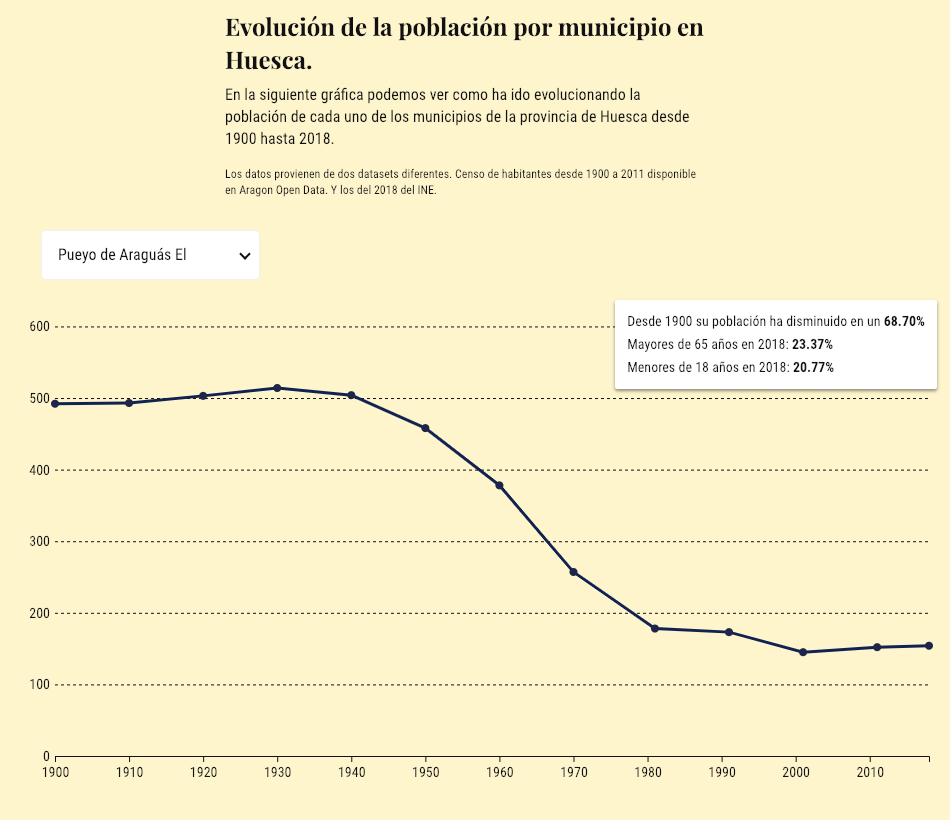 Evolución de la población por municipio en
Huesca.
En la siguiente gráfica podemos ver como ha ido evolucionando la
población de cada uno de los municipios de la provincia de Huesca desde
1900 hasta 2018.
Los datos provienen de dos datasets diferentes. Censo de habitantes desde 1900 a 2011 disponible
en Aragon Open Data. Y los del 2018 del INE.
Pueyo de Araguás El
Desde 1900 su población ha disminuido en un 68.70%
Mayores de 65 años en 2018: 23.37%
Menores de 18 años en 2018: 20.77%
600
500
400
300
200
100
0
1900 1910 1920 1930 1940 1950 1960 1970 1980 1990 2000 2010